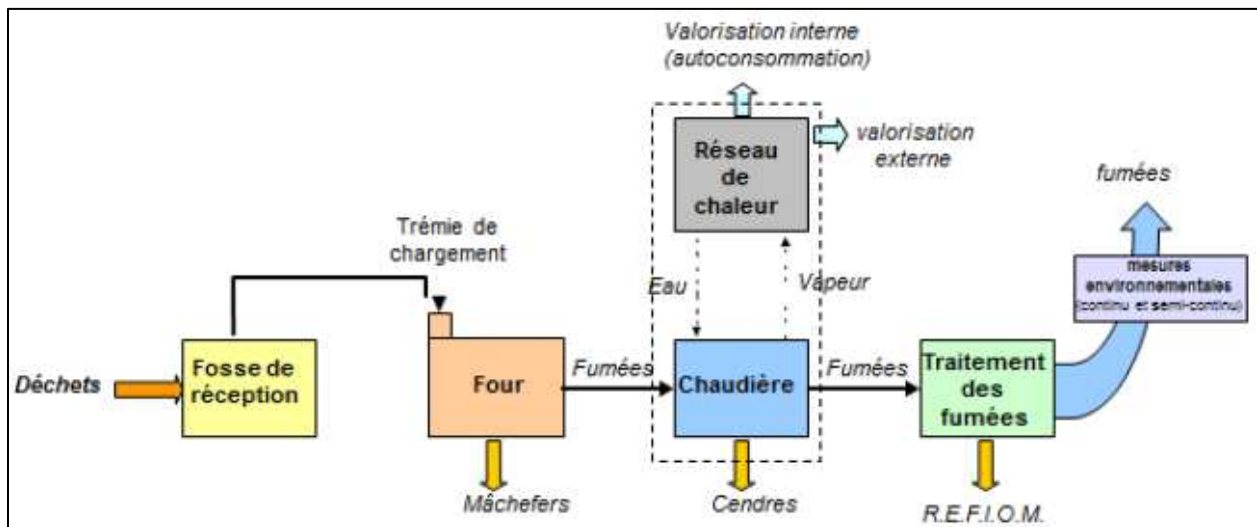 Valorisation interne
(autoconsommation)
valorisation
externe
Réseau
de
chaleur
fumées
Trémie de
chargement
mesures
environnementales
(continu et semi-continu)
Eau
Vapeur
Déchets
Fosse de
réception
Four
Fumées
Chaudière
Fumées
Traitement
des
fumées
Mâchefers
Cendres
R.E.F.I.O.M.